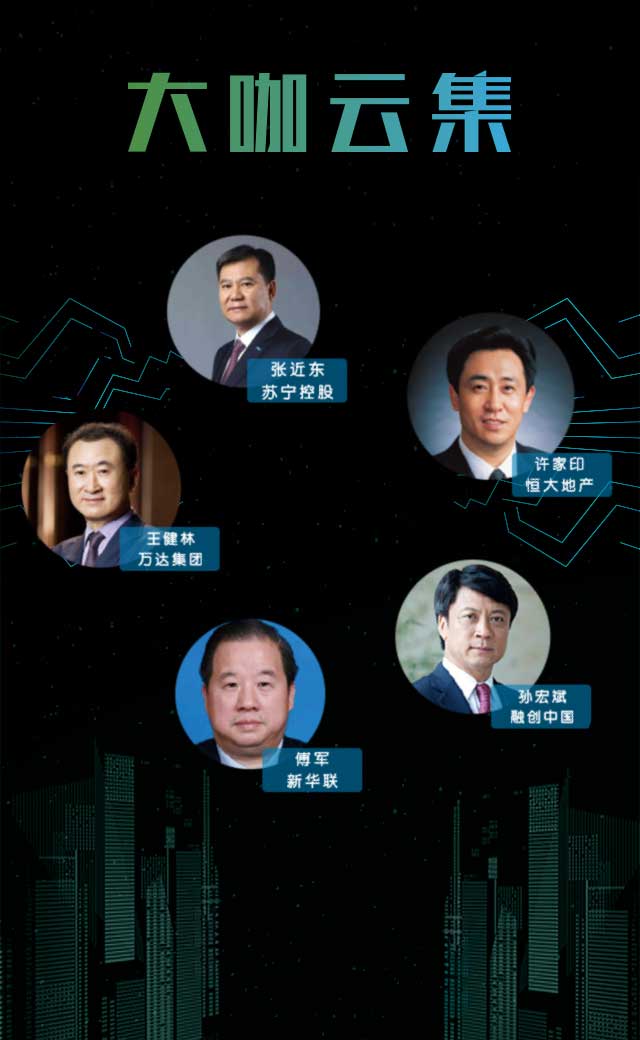 大咖云集
张近东
苏宁控股
许家印
恒大地产
王健林
万达集团
孙宏斌
融创中国
傅军
新华联